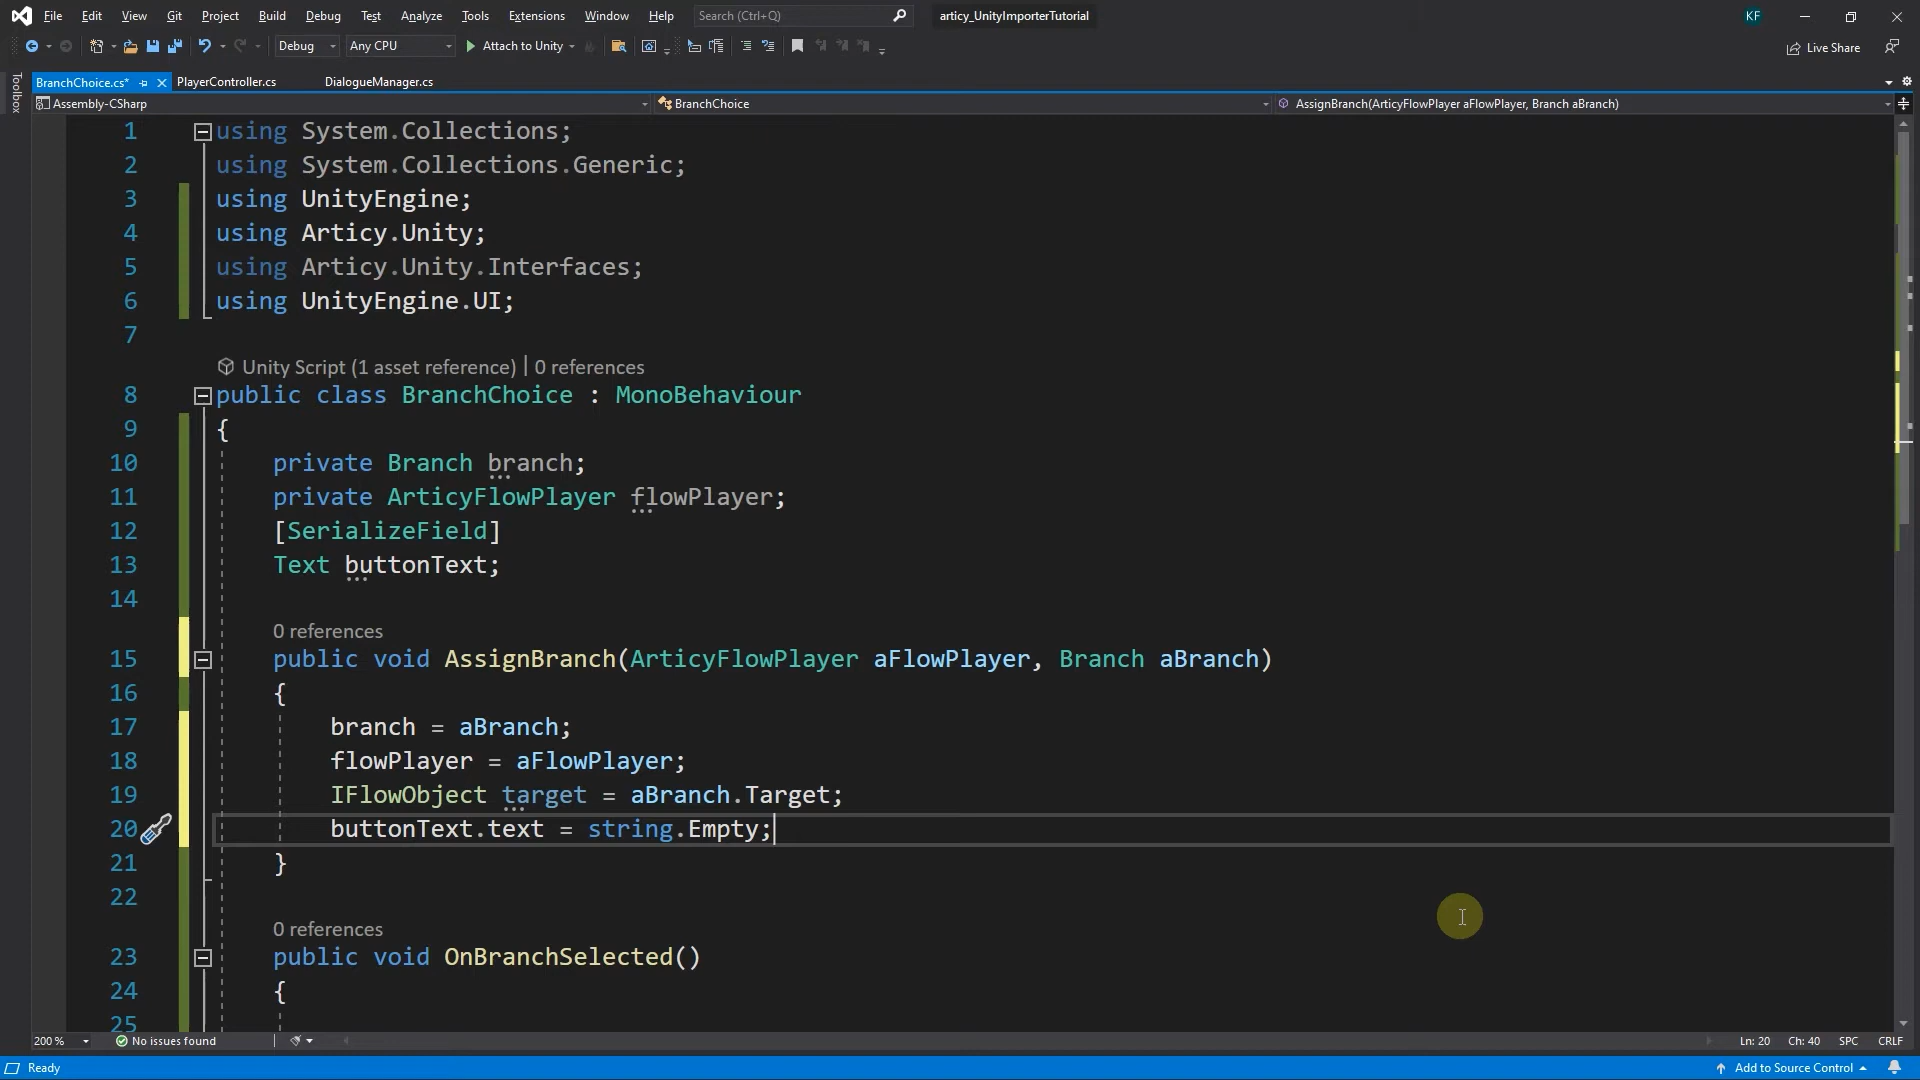 File Edit View Git Project Build Debug Test Analyze Tools Extensions Window Help Search (Ctrl+Q) articy_UnityImporterTutorial KF
Debug Any CPU Attach to Unity Live Share
Toolbox
BranchChoice.cs* PlayerController.cs DialogueManager.cs
Assembly-CSharp BranchChoice AssignBranch(ArticyFlowPlayer aFlowPlayer, Branch aBranch)
1 using System.Collections;
2 using System.Collections.Generic;
3 using UnityEngine;
4 using Articy.Unity;
5 using Articy.Unity.Interfaces;
6 using UnityEngine.UI;
7
Unity Script (1 asset reference) | 0 references
8 public class BranchChoice : MonoBehaviour
9 {
10 private Branch branch;
11 private ArticyFlowPlayer flowPlayer;
12 [SerializeField]
13 Text buttonText;
14
0 references
15 public void AssignBranch(ArticyFlowPlayer aFlowPlayer, Branch aBranch)
16 {
17 branch = aBranch;
18 flowPlayer = aFlowPlayer;
19 IFlowObject target = aBranch.Target;
20 buttonText.text = string.Empty;
21 }
22
0 references
23 public void OnBranchSelected()
24 {
25
200 % No issues found Ln: 20 Ch: 40 SPC CRLF
Ready Add to Source Control